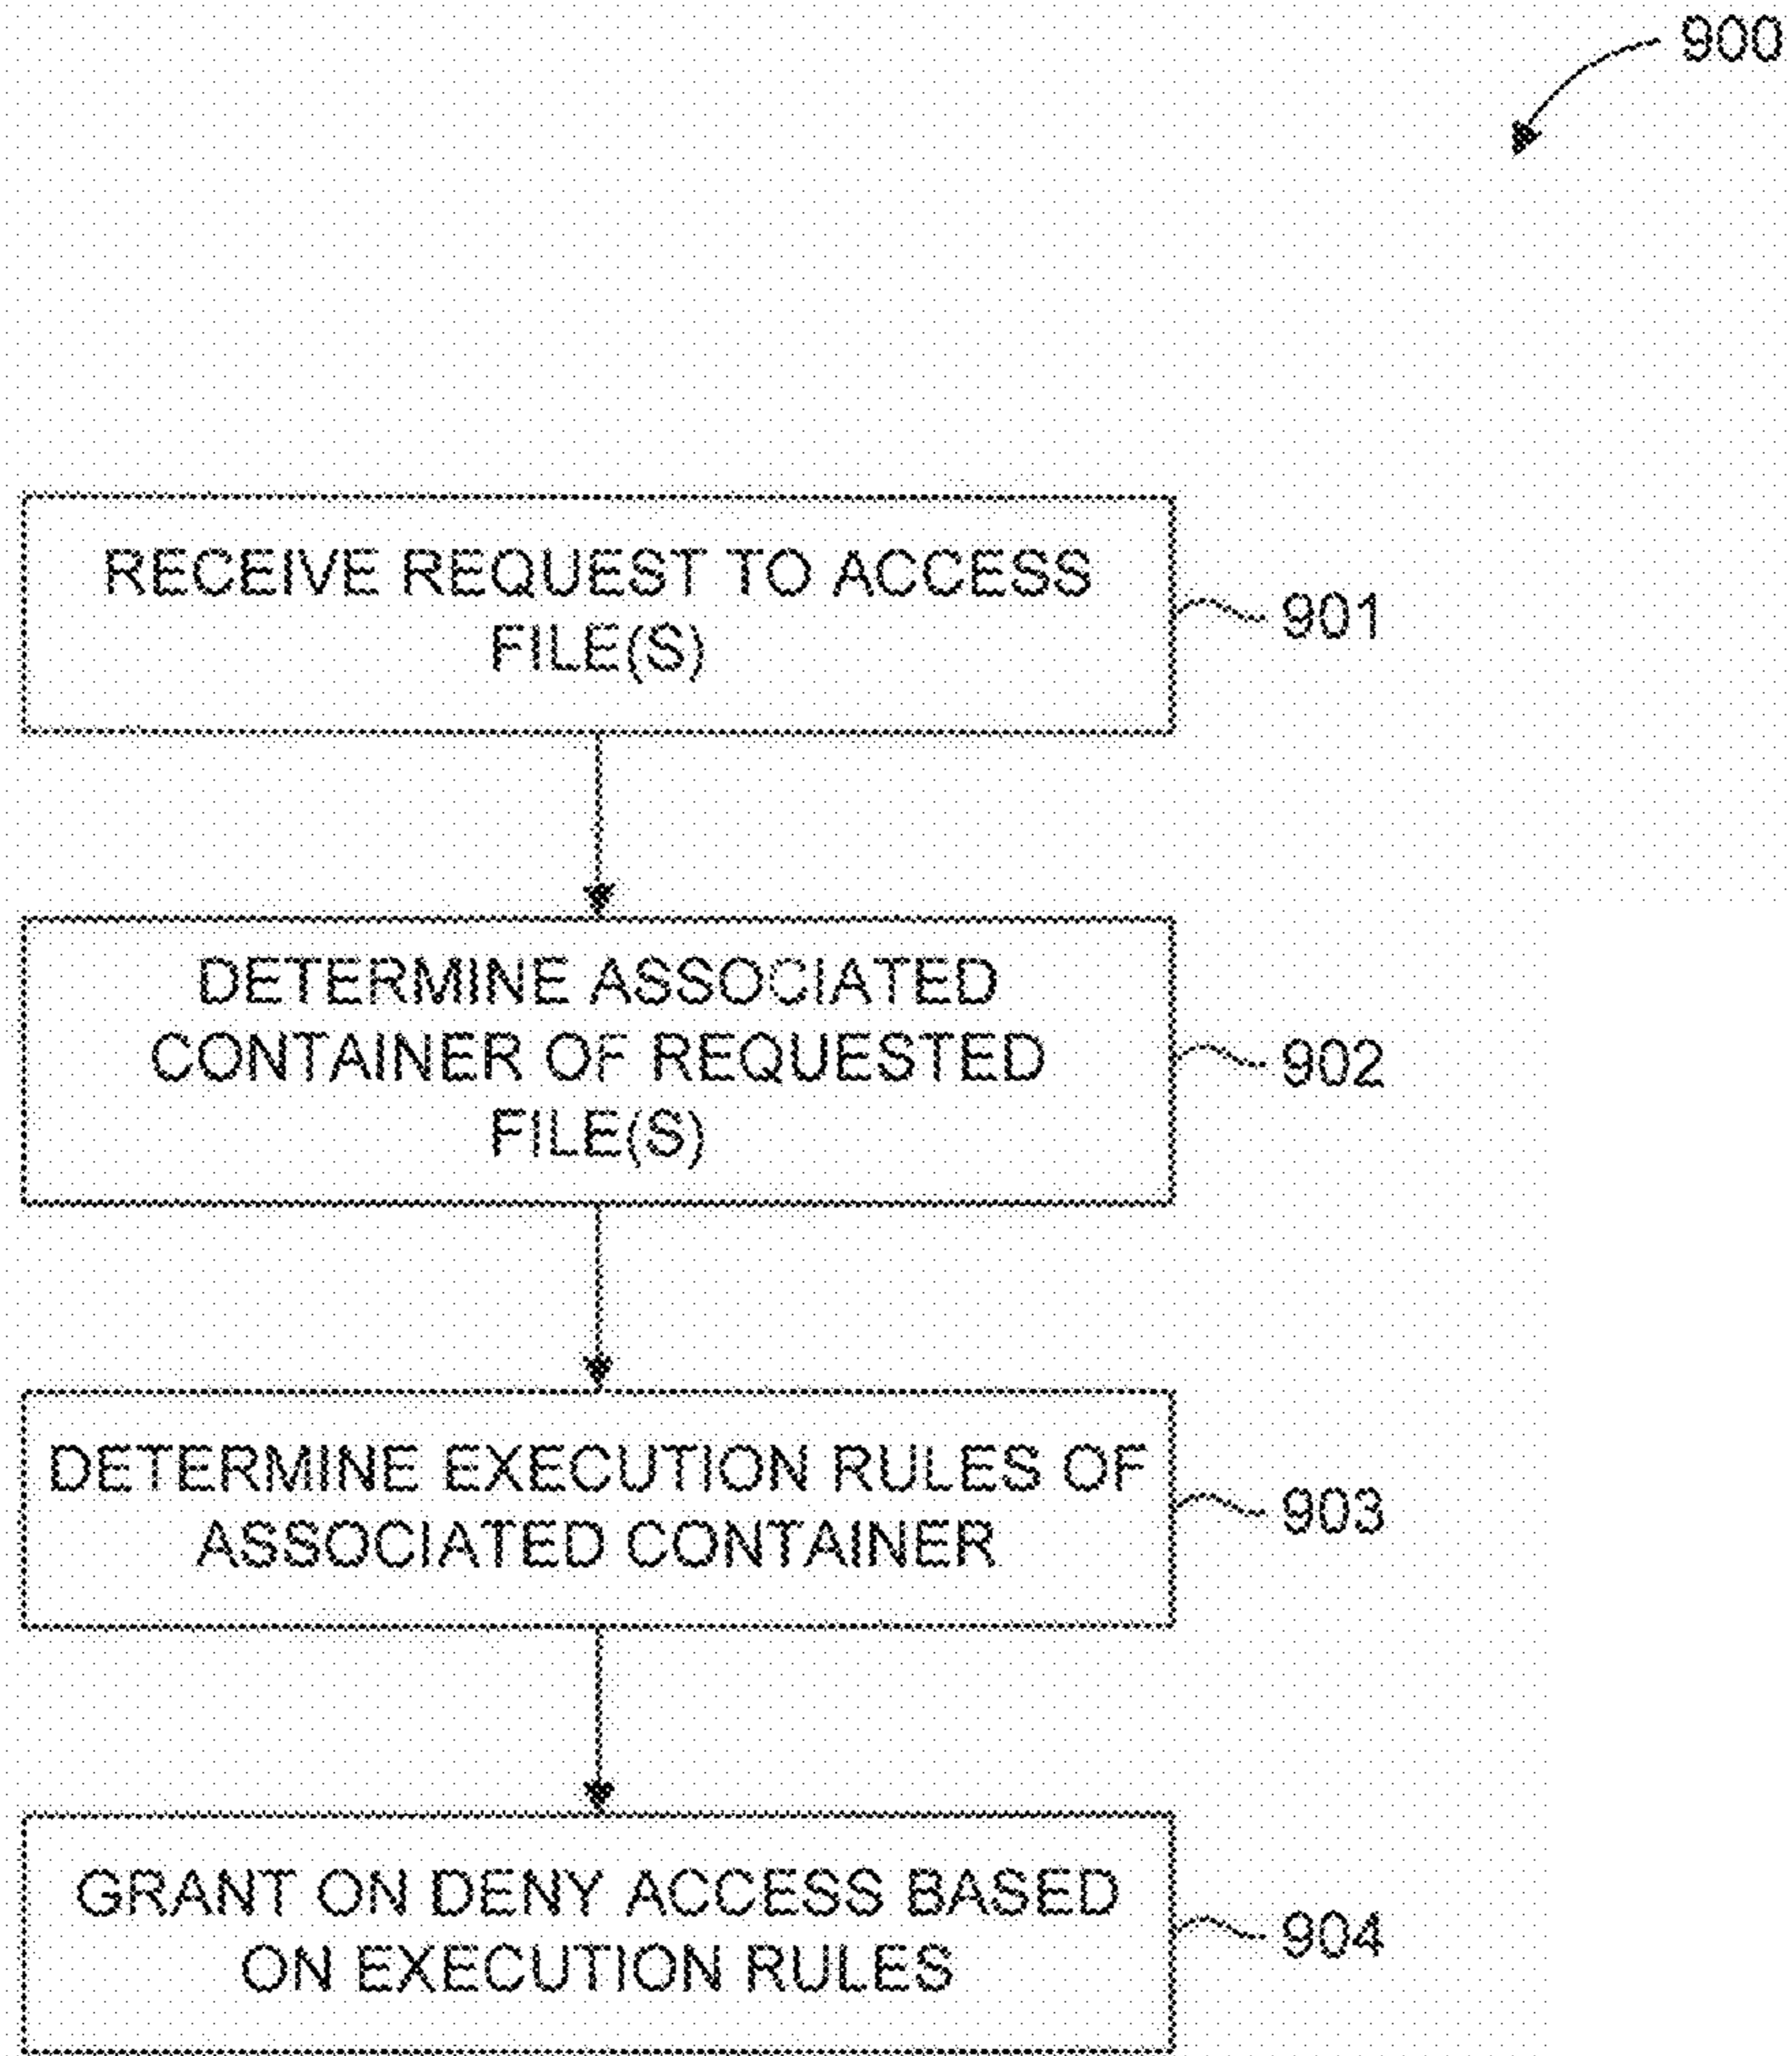 900
RECEIVE REQUEST TO ACCESS
FILE(S)
901
DETERMINE ASSOCIATED
CONTAINER OF REQUESTED
FILE(S)
902
DETERMINE EXECUTION RULES OF
ASSOCIATED CONTAINER
903
GRANT ON DENY ACCESS BASED
ON EXECUTION RULES
904